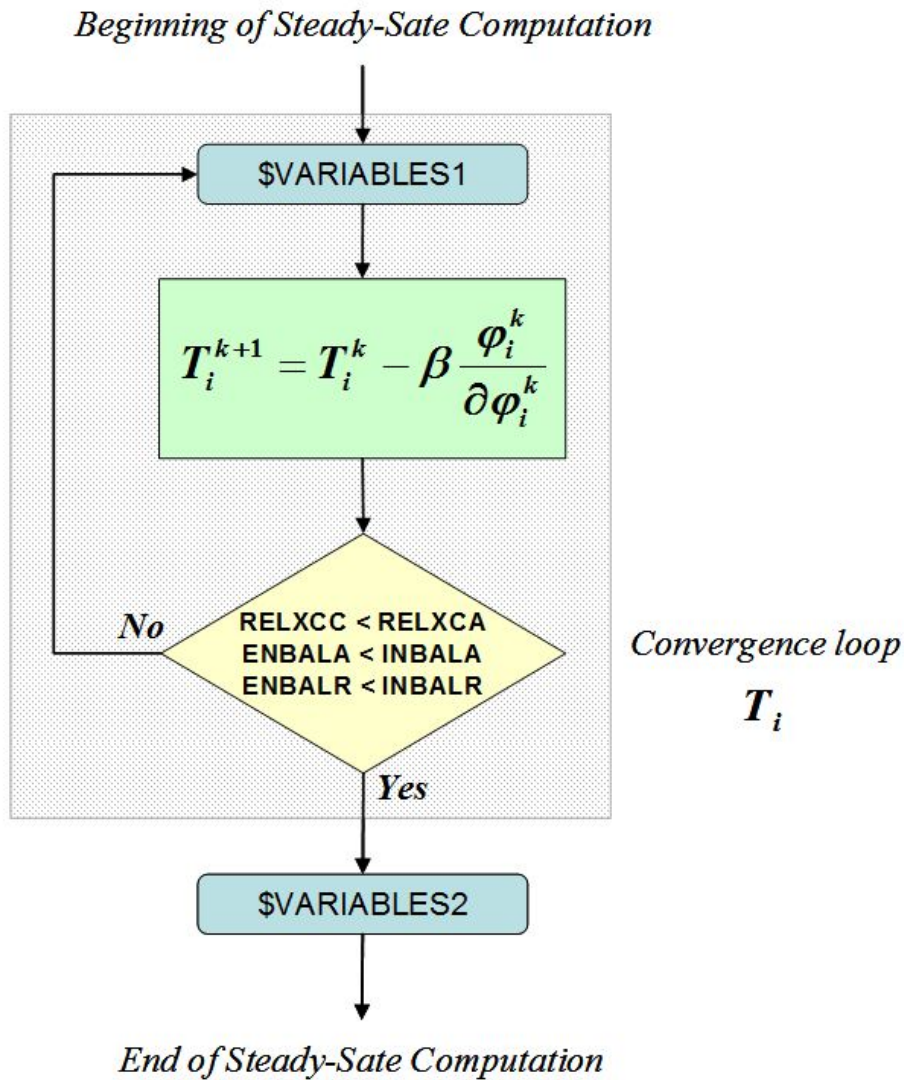 Beginning of Steady-Sate Computation
$VARIABLES1
T_i^{k+1} = T_i^k - β φ_i^k / ∂φ_i^k
RELXCC < RELXCA
ENBALA < INBALA
ENBALR < INBALR
No
Convergence loop
T_i
Yes
$VARIABLES2
End of Steady-Sate Computation